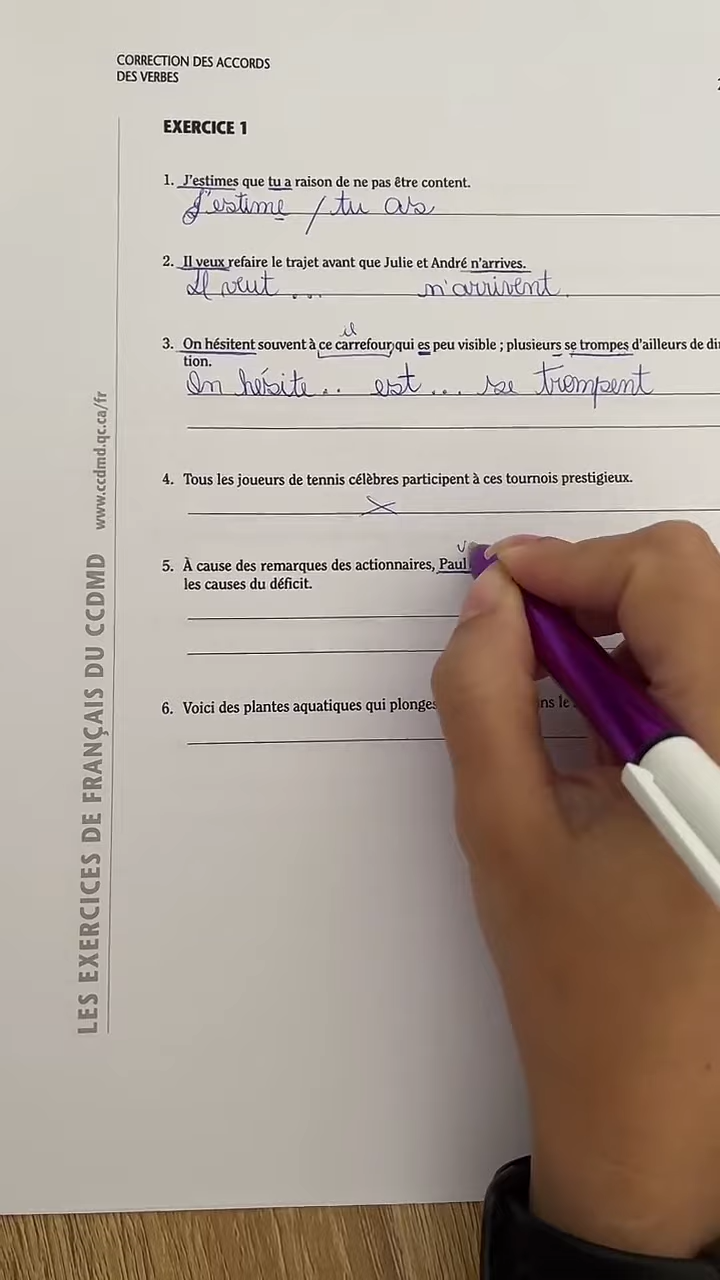 CORRECTION DES ACCORDS
DES VERBES
EXERCICE 1
1. J'estimes que tu a raison de ne pas être content.
J'estime / tu as
2. Il veux refaire le trajet avant que Julie et André n'arrives.
Il veut ... n'arrivent.
il
3. On hésitent souvent à ce carrefour qui es peu visible ; plusieurs se trompes d'ailleurs de
tion.
On hésite .. est ... se trompent
4. Tous les joueurs de tennis célèbres participent à ces tournois prestigieux.
5. À cause des remarques des actionnaires, Paul
les causes du déficit.
6. Voici des plantes aquatiques qui plonges
LES EXERCICES DE FRANÇAIS DU CCDMD www.ccdmd.qc.ca/fr